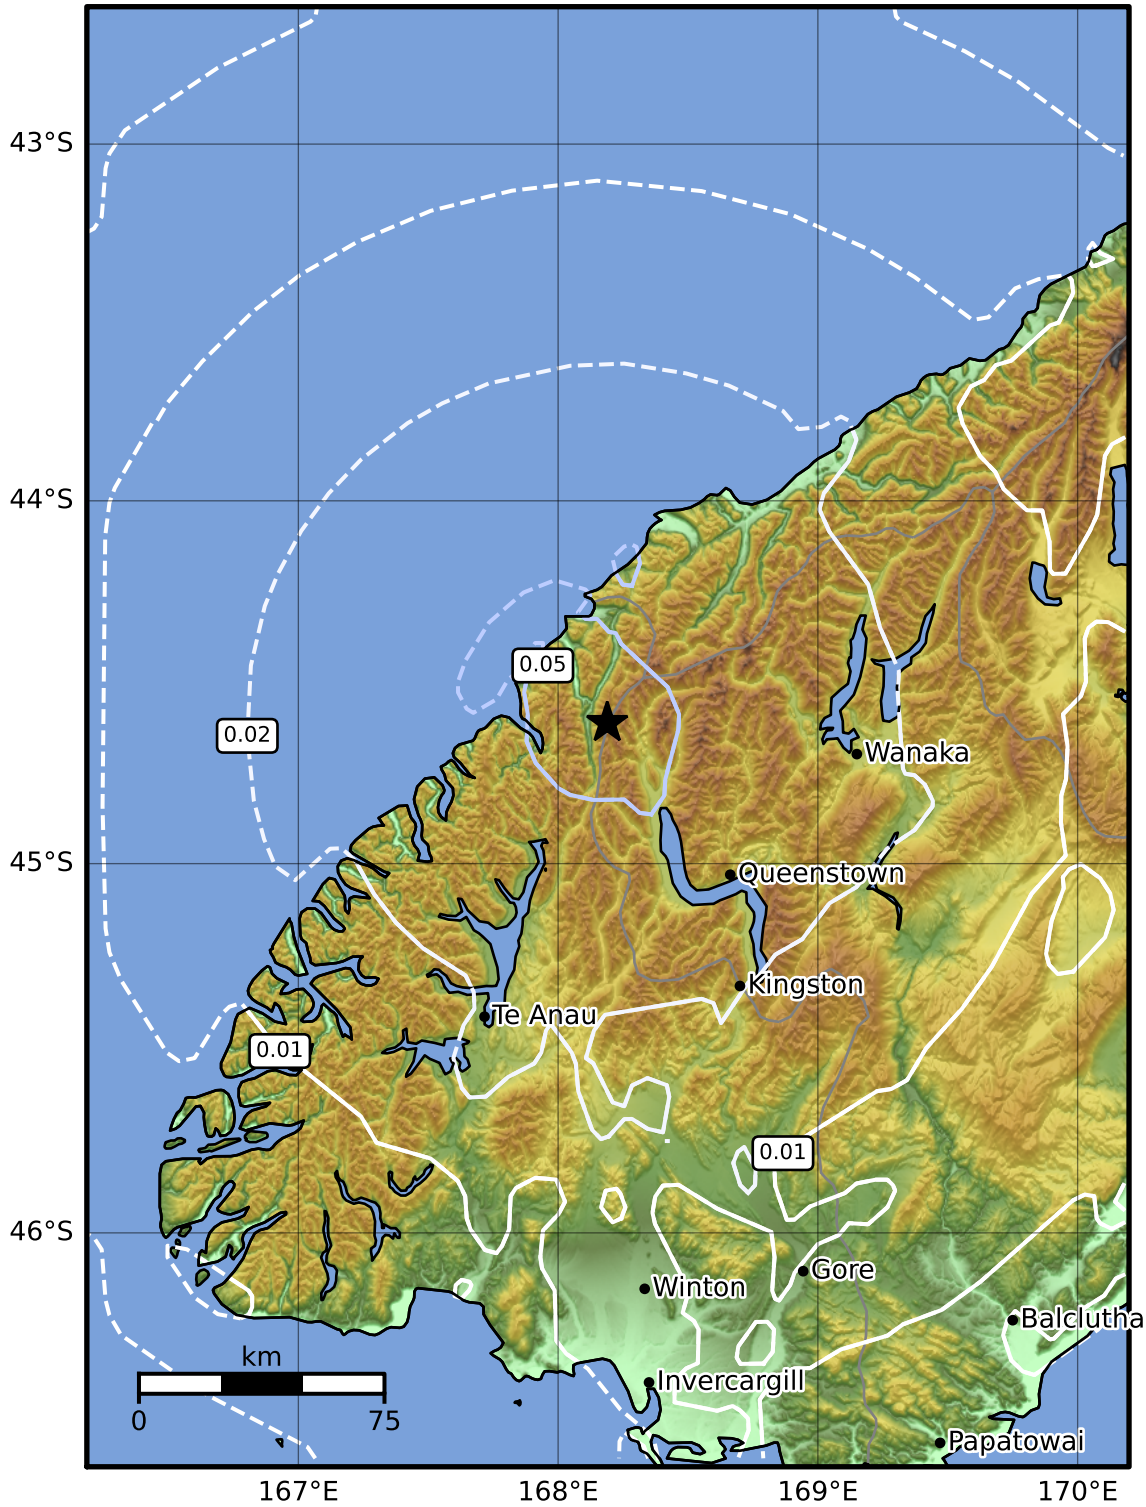 43°S
44°S
0.05
0.02
Wanaka
45°S
Queenstown
Kingston
Te Anau
0.01
0.01
46°S
Gore
Winton
Balclutha
km
Invercargill
0
75
Papatowai
167°E
168°E
169°E
170°E